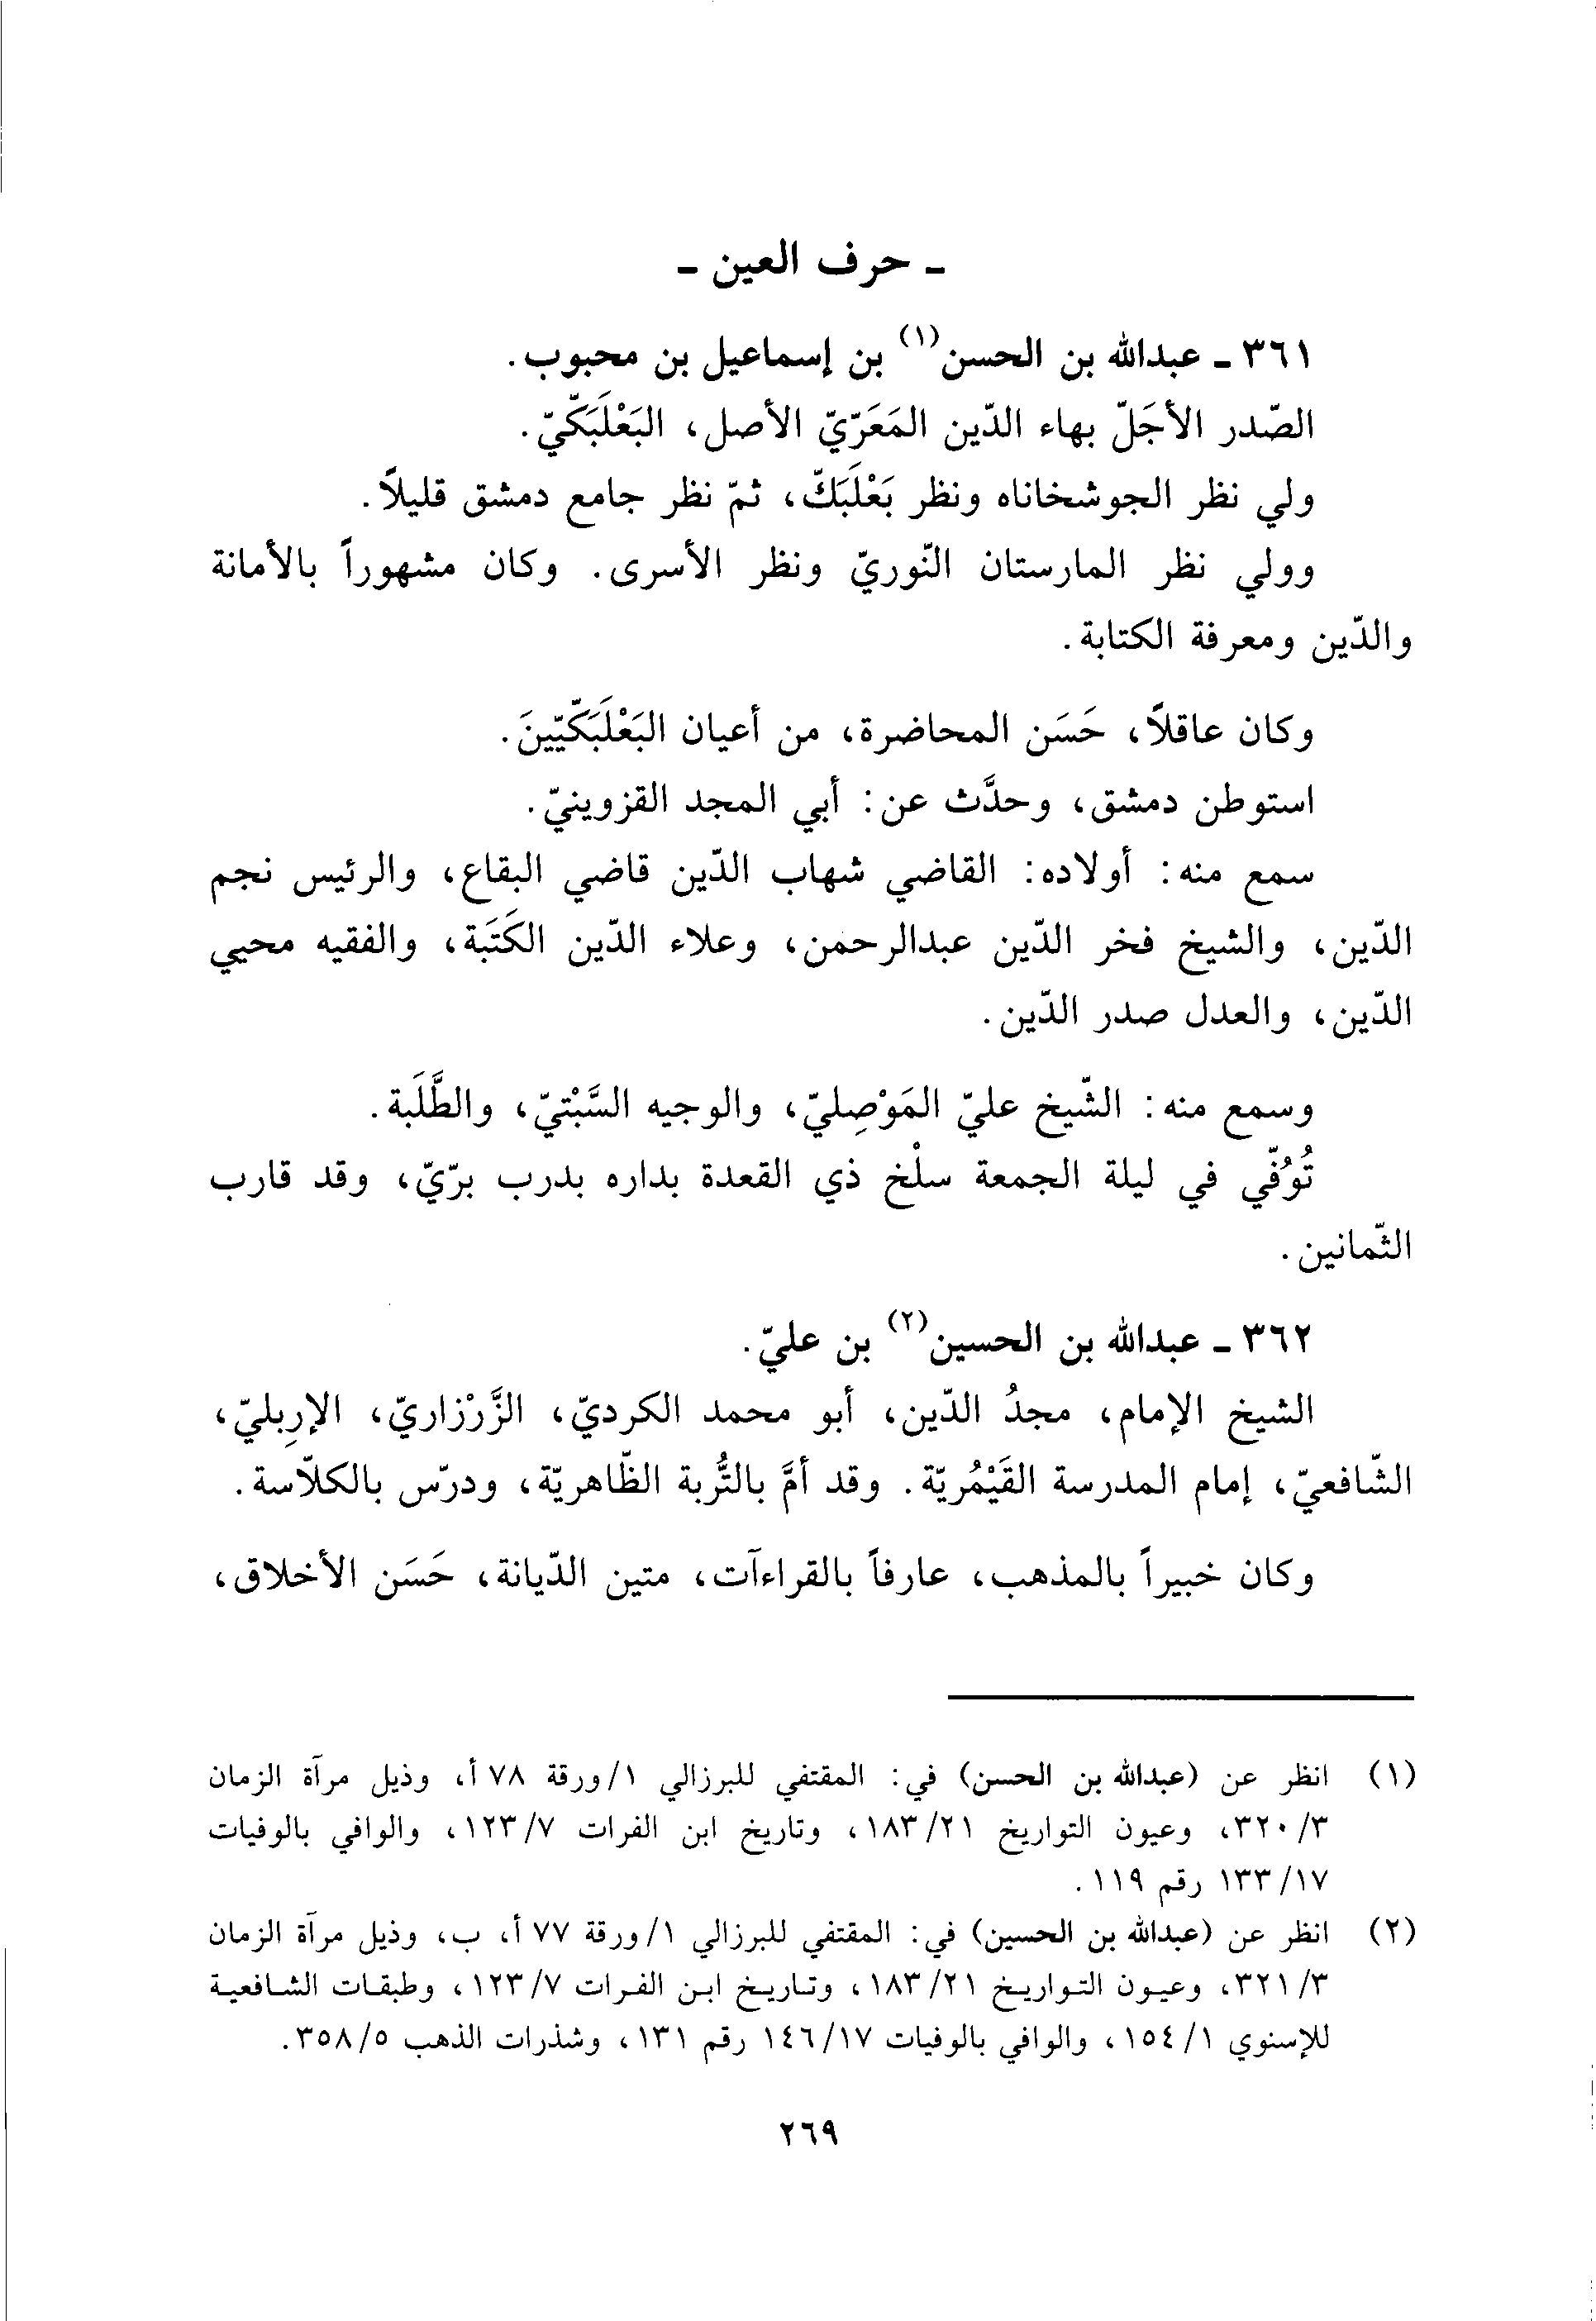 - حرف العين -
٣٦١ - عبدالله بن الحسن(١) بن إسماعيل بن محبوب.
الصّدر الأجَلّ بهاء الدّين المَعَرّيّ الأصل، البَعْلَبَكّيّ.
ولي نظر الجوشخاناه ونظر بَعْلَبَكّ، ثمّ نظر جامع دمشق قليلاً.
وولي نظر المارستان النّوريّ ونظر الأسرى. وكان مشهوراً بالأمانة
والدّين ومعرفة الكتابة.
وكان عاقلاً، حَسَن المحاضرة، من أعيان البَعْلَبَكّيّينَ.
استوطن دمشق، وحدَّث عن: أبي المجد القزوينيّ.
سمع منه: أولاده: القاضي شهاب الدّين قاضي البقاع، والرئيس نجم
الدّين، والشيخ فخر الدّين عبدالرحمن، وعلاء الدّين الكَتَبة، والفقيه محيي
الدّين، والعدل صدر الدّين.
وسمع منه: الشّيخ عليّ المَوْصِليّ، والوجيه السَّبْتيّ، والطَّلَبة.
تُوُفّي في ليلة الجمعة سلْخ ذي القعدة بداره بدرب برّيّ، وقد قارب
الثّمانين.
٣٦٢ - عبدالله بن الحسين(٢) بن عليّ.
الشيخ الإمام، مجدُ الدّين، أبو محمد الكرديّ، الزَّرْزاريّ، الإربِليّ،
الشّافعيّ، إمام المدرسة القَيْمُريّة. وقد أمَّ بالتُّربة الظّاهريّة، ودرّس بالكلاّسة.
وكان خبيراً بالمذهب، عارفاً بالقراءآت، متين الدّيانة، حَسَن الأخلاق،
(١) انظر عن (عبدالله بن الحسن) في: المقتفي للبرزالي ١/ورقة ٧٨ أ، وذيل مرآة الزمان
٣/٣٢٠، وعيون التواريخ ٢١/١٨٣، وتاريخ ابن الفرات ٧/١٢٣، والوافي بالوفيات
١٧/١٣٣ رقم ١١٩.
(٢) انظر عن (عبدالله بن الحسين) في: المقتفي للبرزالي ١/ورقة ٧٧ أ، ب، وذيل مرآة الزمان
٣/٣٢١، وعيون التواريخ ٢١/١٨٣، وتاريخ ابن الفرات ٧/١٢٣، وطبقات الشافعية
للإسنوي ١/١٥٤، والوافي بالوفيات ١٧/١٤٦ رقم ١٣١، وشذرات الذهب ٥/٣٥٨.
٢٦٩